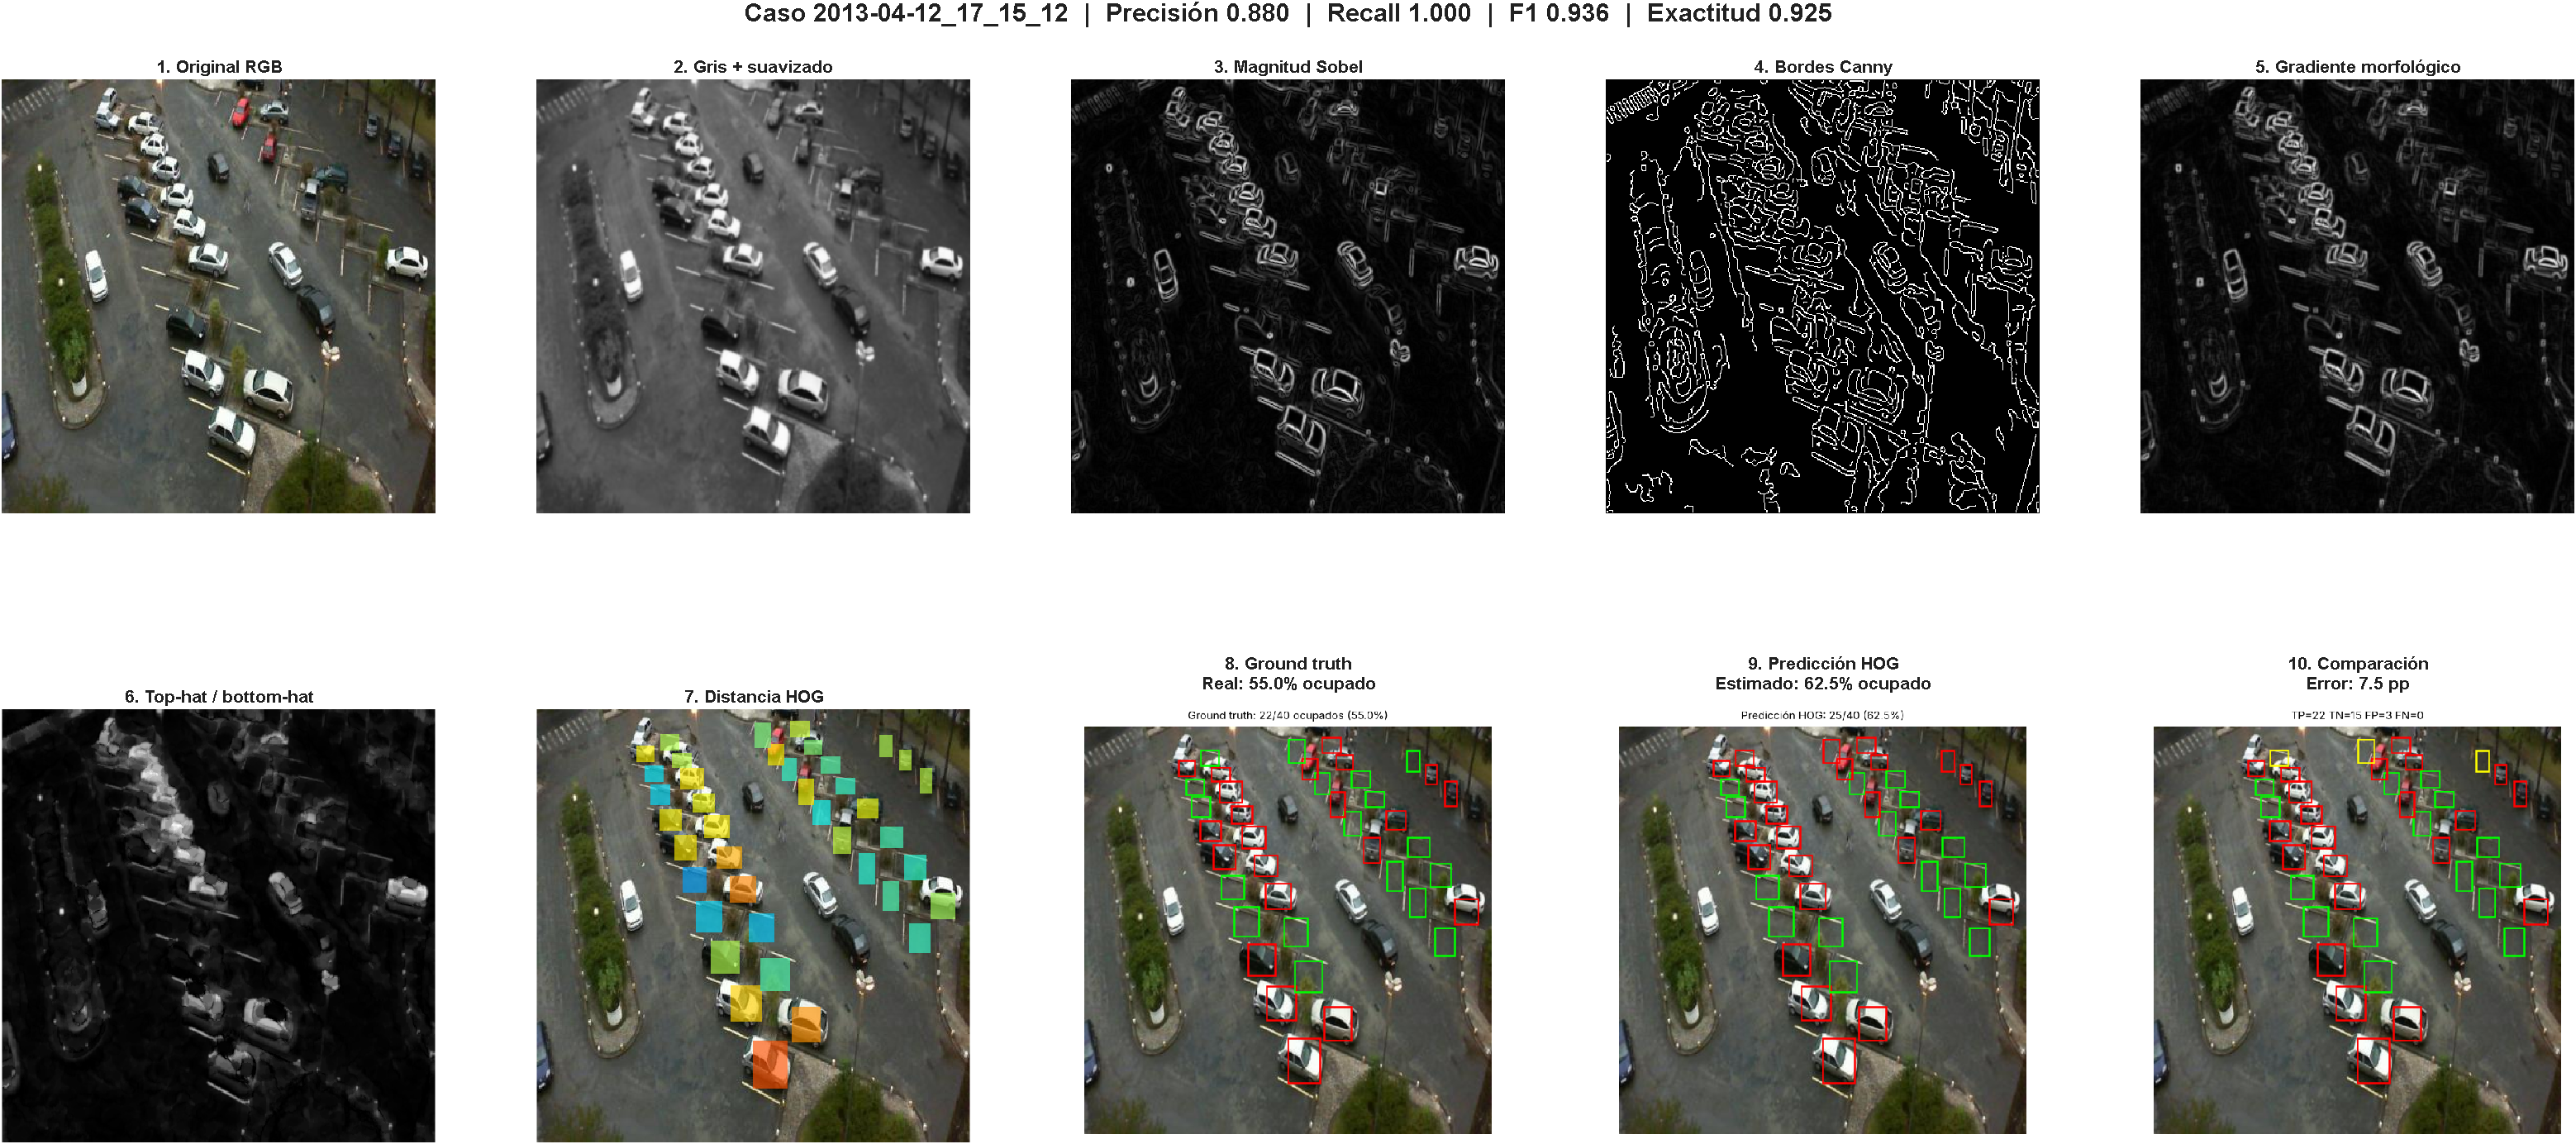 Caso 2013-04-12_17_15_12 | Precisión 0.880 | Recall 1.000 | F1 0.936 | Exactitud 0.925
1. Original RGB
2. Gris + suavizado
3. Magnitud Sobel
4. Bordes Canny
5. Gradiente morfológico
6. Top-hat / bottom-hat
7. Distancia HOG
8. Ground truth
Real: 55.0% ocupado
Ground truth: 22/40 ocupados (55.0%)
9. Predicción HOG
Estimado: 62.5% ocupado
Predicción HOG: 25/40 (62.5%)
10. Comparación
Error: 7.5 pp
TP=22 TN=15 FP=3 FN=0